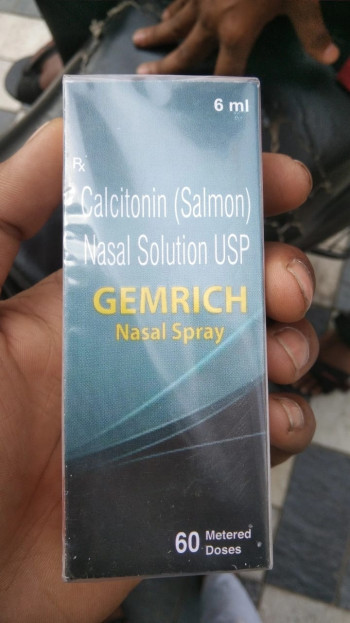 6 ml
Rx
Calcitonin (Salmon)
Nasal Solution USP
GEMRICH
Nasal Spray
60 Metered
Doses